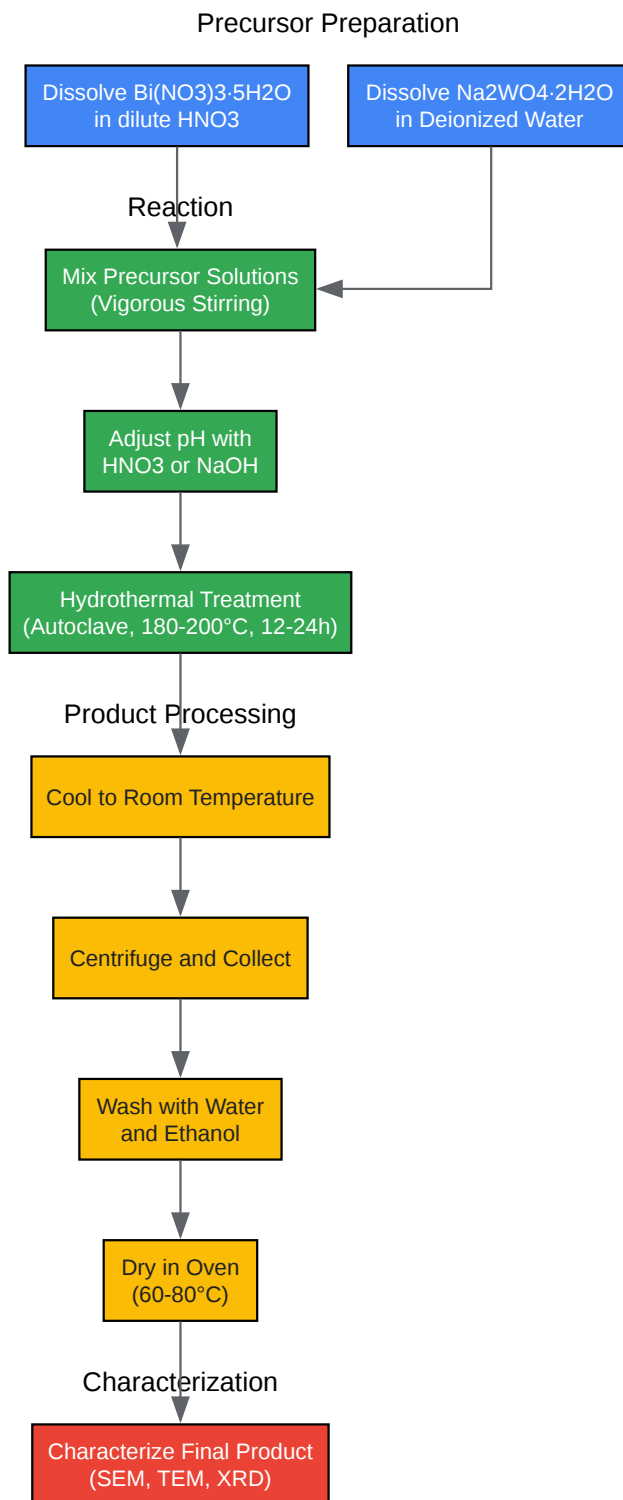 Precursor Preparation
Dissolve Bi(NO3)3·5H2O
in dilute HNO3
Dissolve Na2WO4·2H2O
in Deionized Water
Reaction
Mix Precursor Solutions
(Vigorous Stirring)
Adjust pH with
HNO3 or NaOH
Hydrothermal Treatment
(Autoclave, 180-200°C, 12-24h)
Product Processing
Cool to Room Temperature
Centrifuge and Collect
Wash with Water
and Ethanol
Dry in Oven
(60-80°C)
Characterization
Characterize Final Product
(SEM, TEM, XRD)